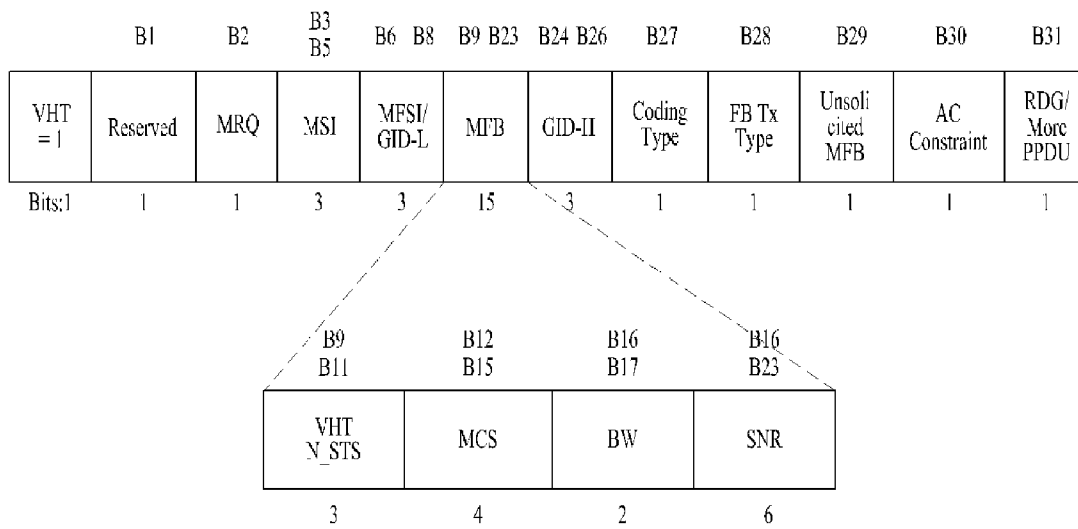 B1 B2 B3 B5 B6 B8 B9 B23 B24 B26 B27 B28 B29 B30 B31
VHT = 1 Reserved MRQ MSI MFSI/ GID-L MFB GID-H Coding Type FB Tx Type Unsoli cited MFB AC Constraint RDG/ More PPDU
Bits:1 1 1 3 3 15 3 1 1 1 1 1
B9 B11 B12 B15 B16 B17 B16 B23
VHT N_STS MCS BW SNR
3 4 2 6